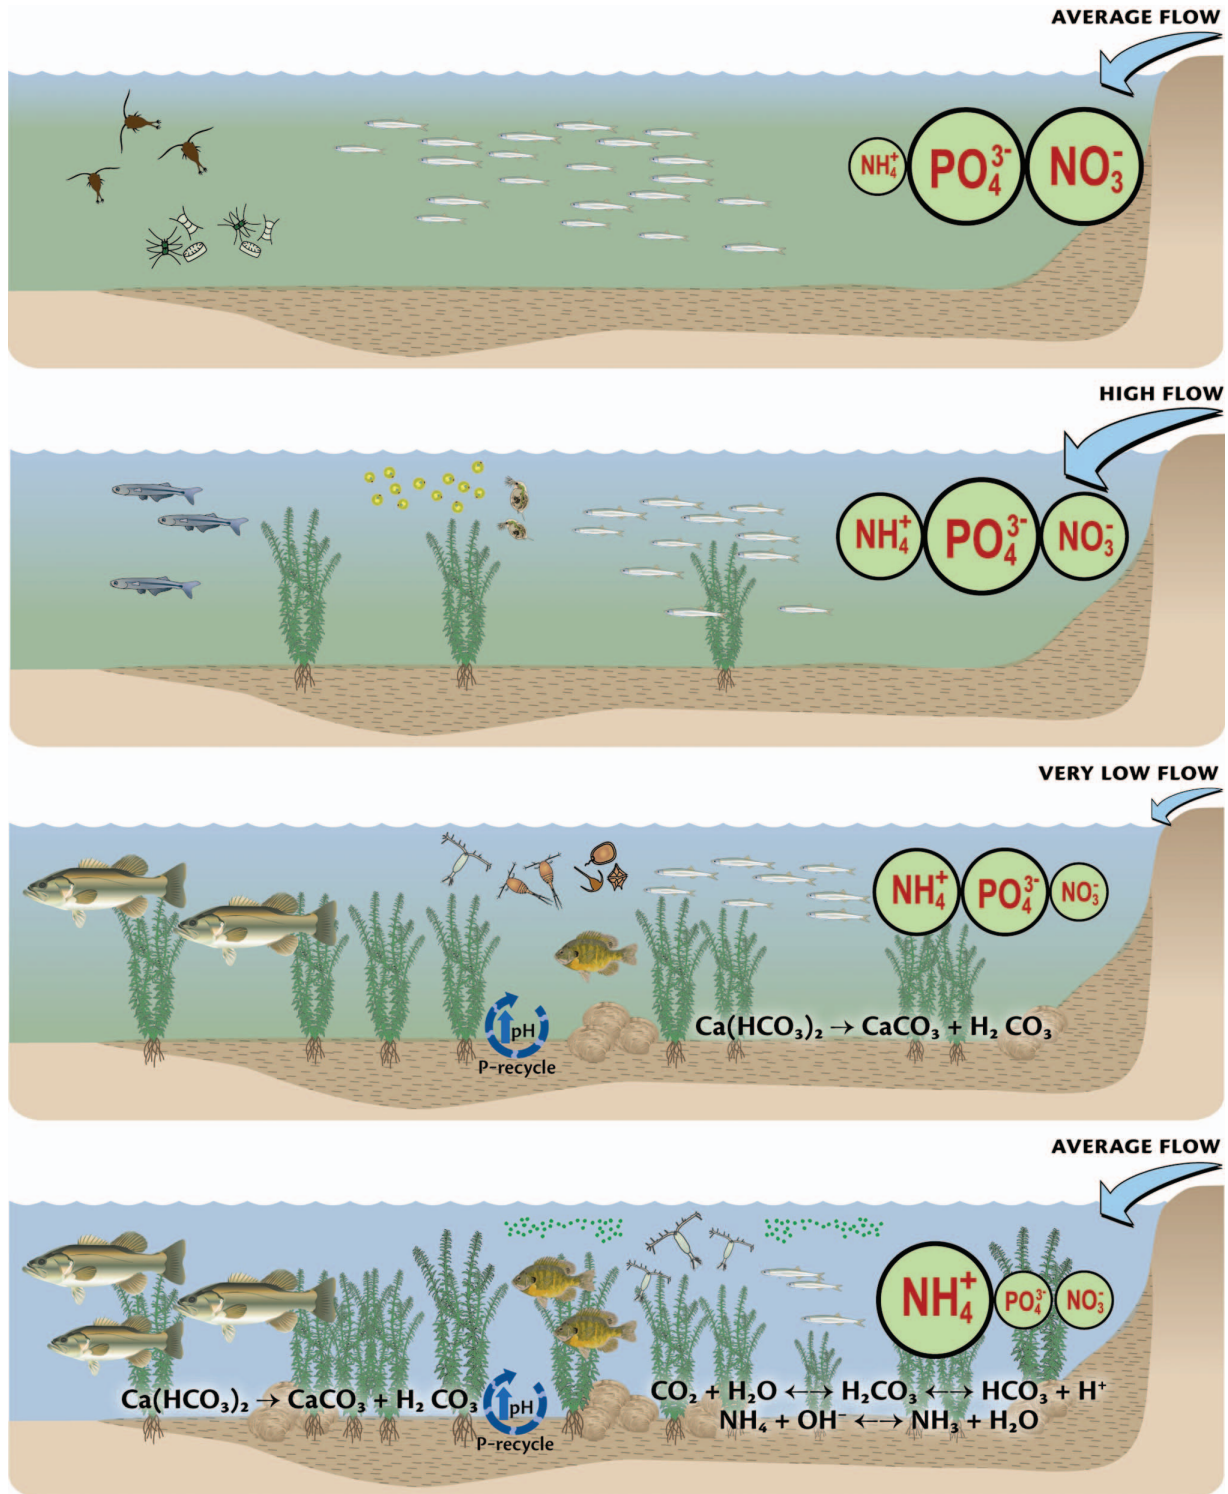 AVERAGE FLOW
NH₄⁺ PO₄³⁻ NO₃⁻
HIGH FLOW
NH₄⁺ PO₄³⁻ NO₃⁻
VERY LOW FLOW
NH₄⁺ PO₄³⁻ NO₃⁻
pH
P-recycle
Ca(HCO₃)₂ → CaCO₃ + H₂ CO₃
AVERAGE FLOW
NH₄⁺ PO₄³⁻ NO₃⁻
Ca(HCO₃)₂ → CaCO₃ + H₂ CO₃
pH
P-recycle
CO₂ + H₂O ⟷ H₂CO₃ ⟷ HCO₃ + H⁺
NH₄ + OH⁻ ⟷ NH₃ + H₂O